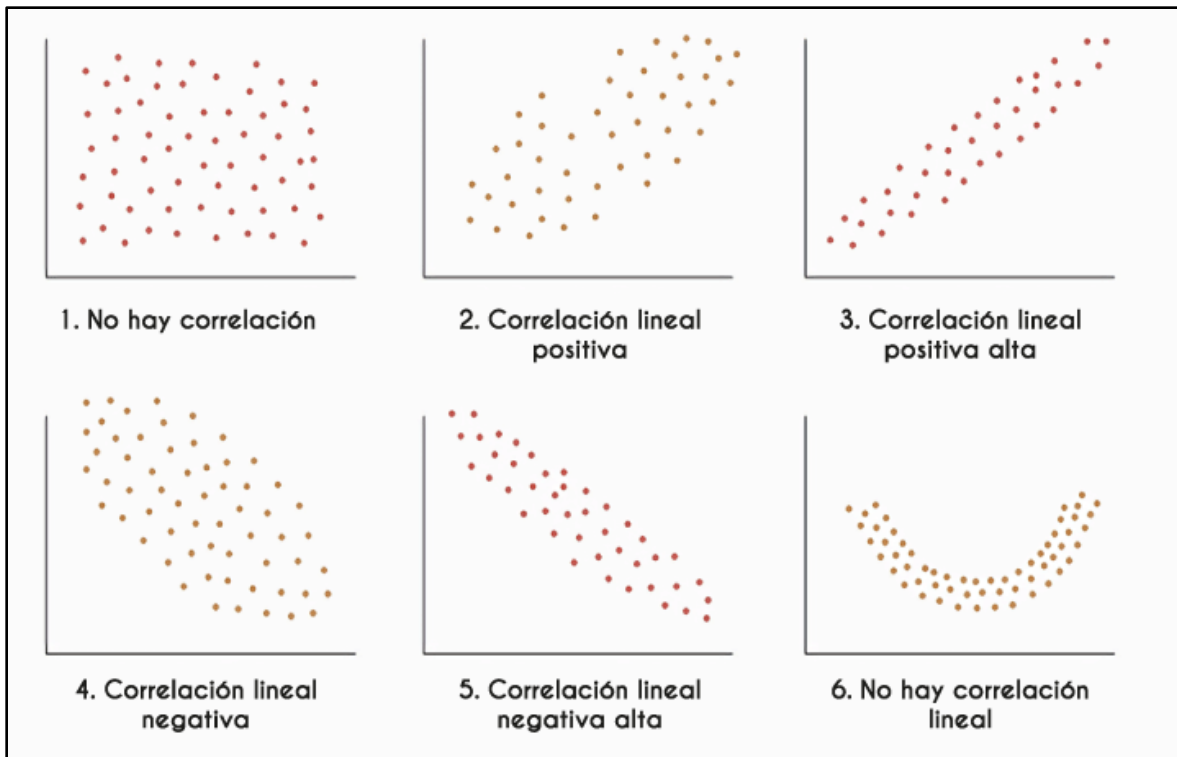 1. No hay correlación
2. Correlación lineal
positiva
3. Correlación lineal
positiva alta
4. Correlación lineal
negativa
5. Correlación lineal
negativa alta
6. No hay correlación
lineal